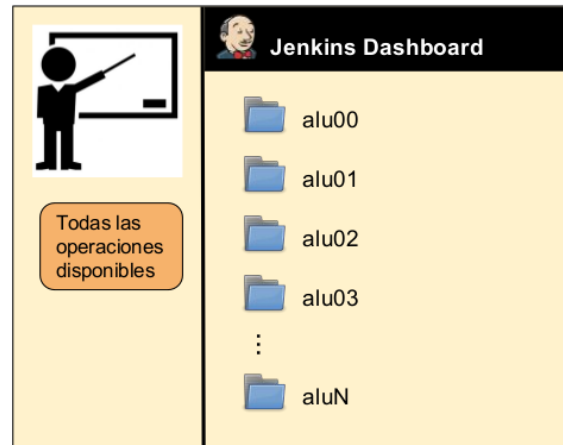 Jenkins Dashboard
Todas las
operaciones
disponibles
alu00
alu01
alu02
alu03
⋮
aluN